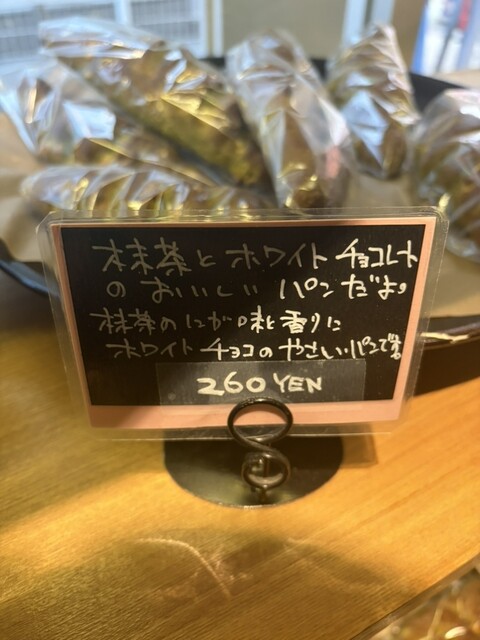 抹茶とホワイトチョコレート
のおいしいパンだよ。
抹茶のにが味と香りに
ホワイトチョコのやさしいパンです。
260 YEN